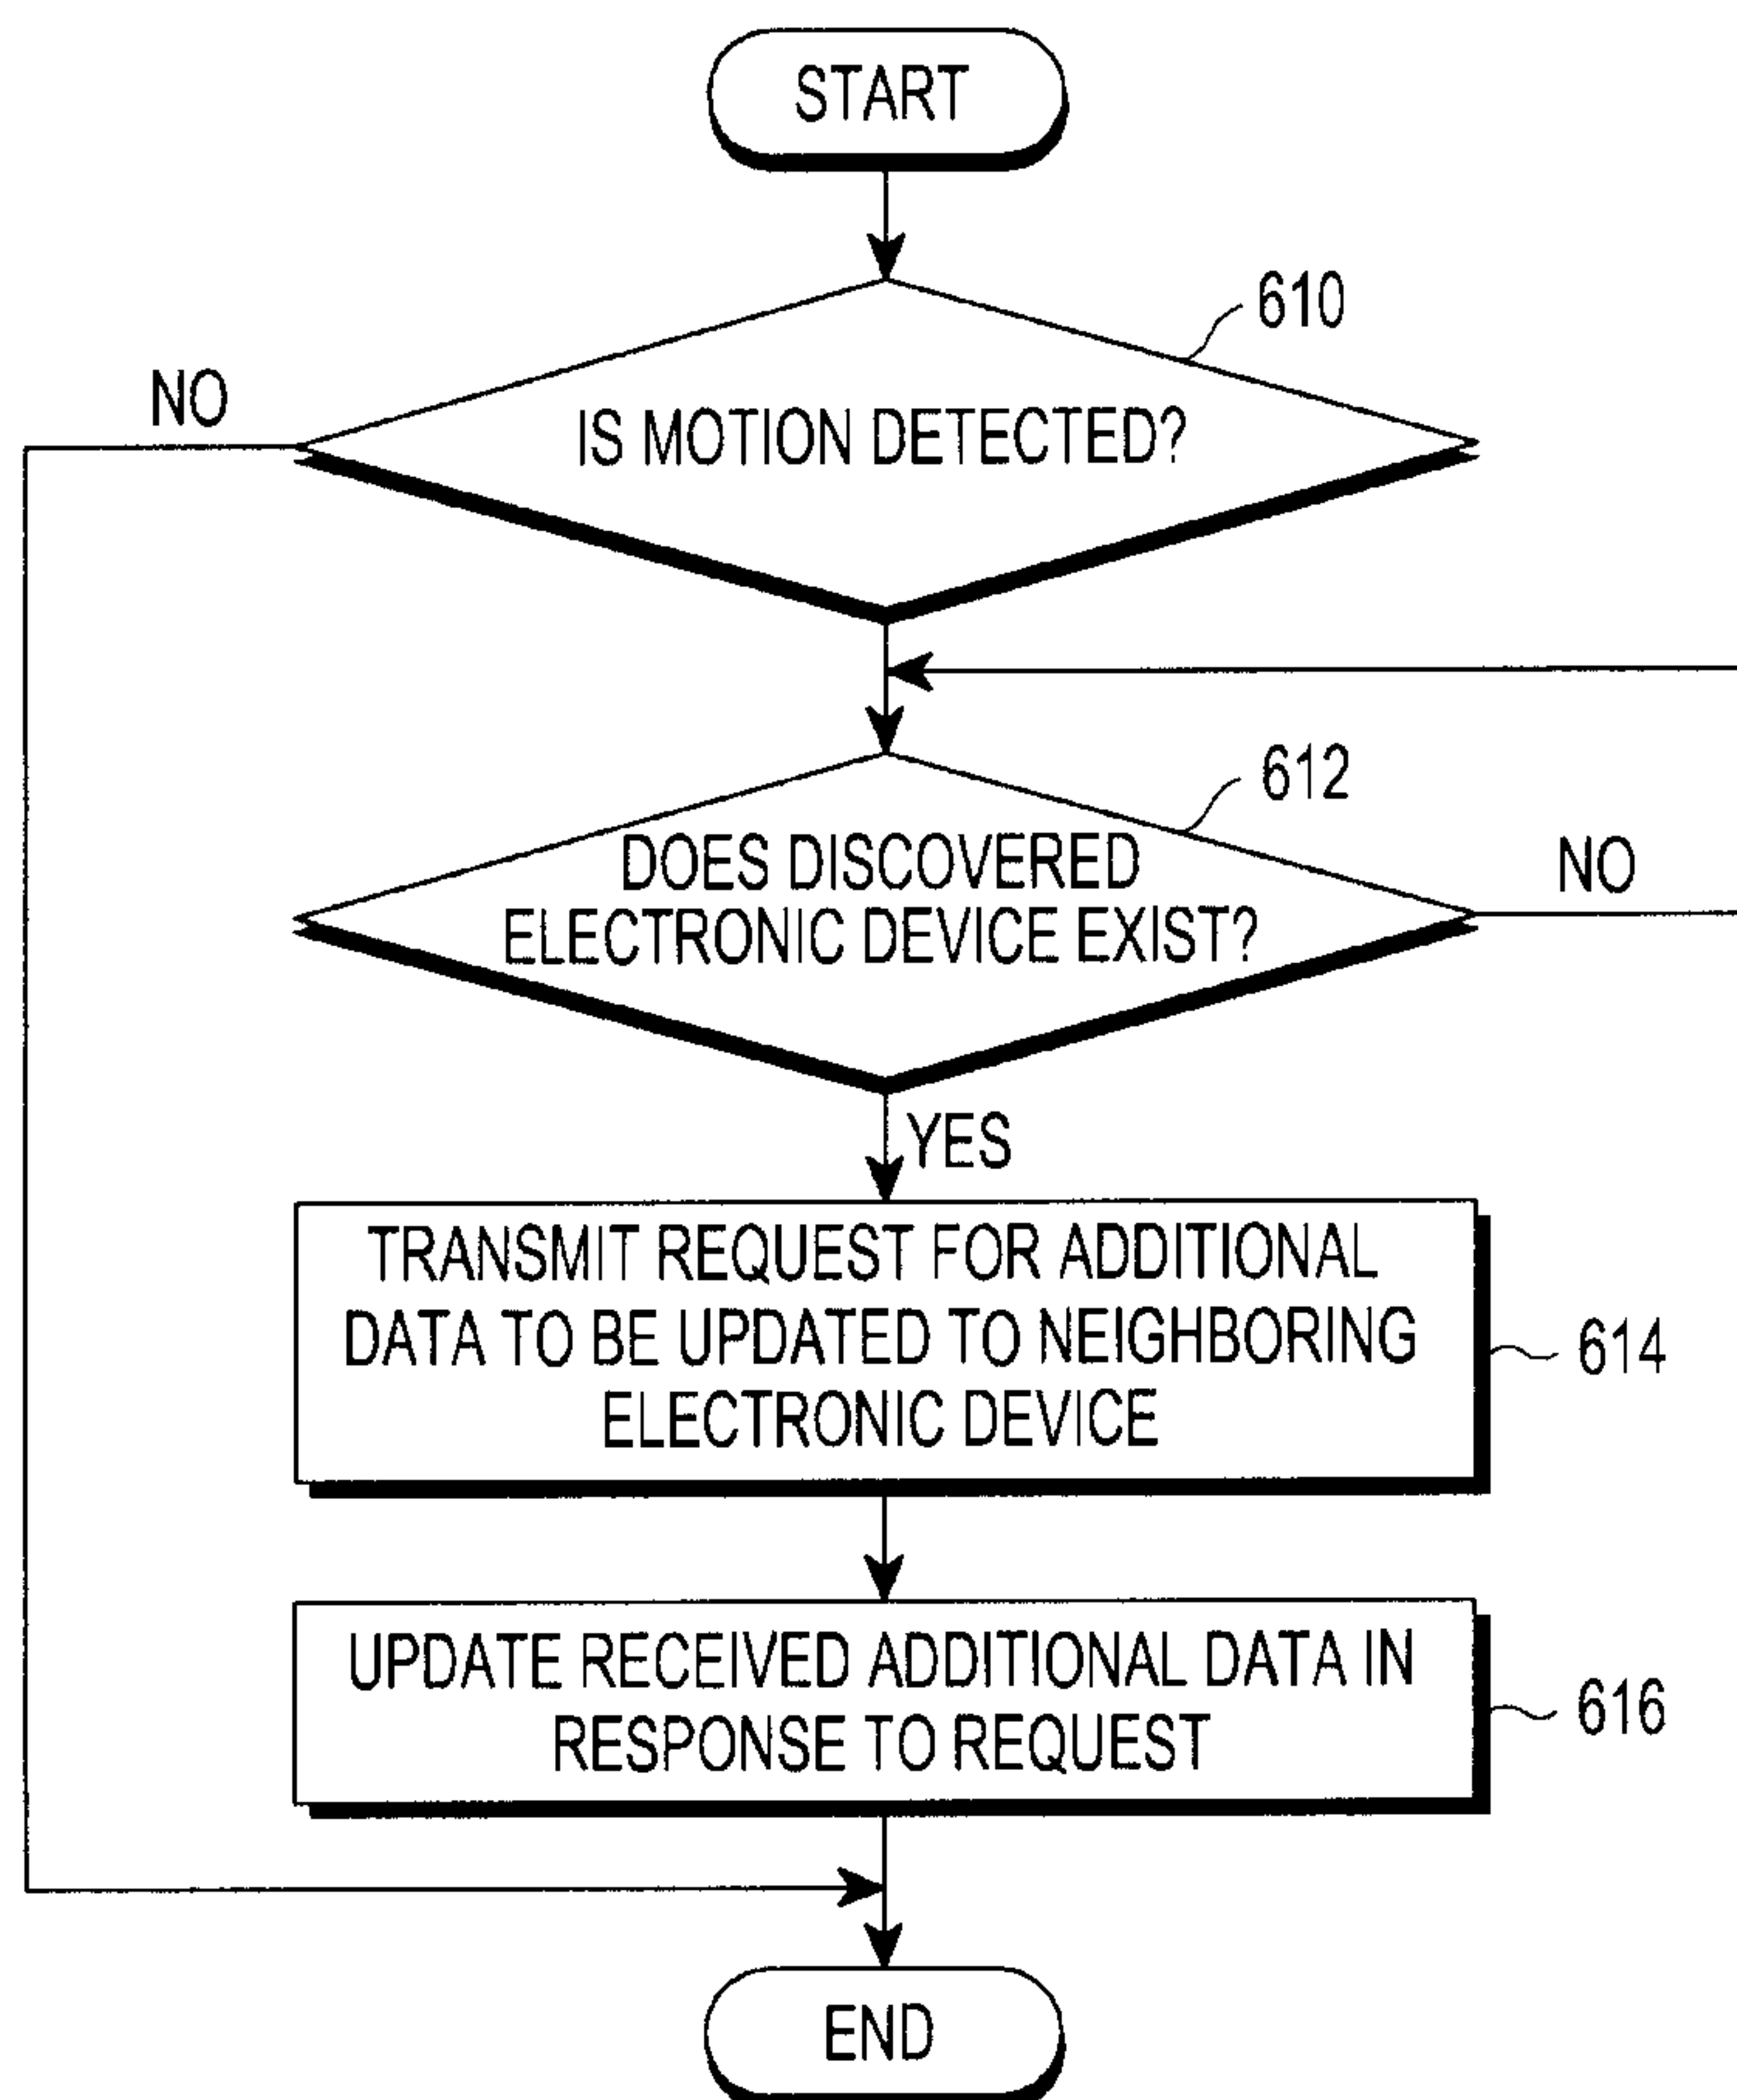 START
610
NO
IS MOTION DETECTED?
612
DOES DISCOVERED
ELECTRONIC DEVICE EXIST?
NO
YES
TRANSMIT REQUEST FOR ADDITIONAL
DATA TO BE UPDATED TO NEIGHBORING
ELECTRONIC DEVICE
614
UPDATE RECEIVED ADDITIONAL DATA IN
RESPONSE TO REQUEST
616
END